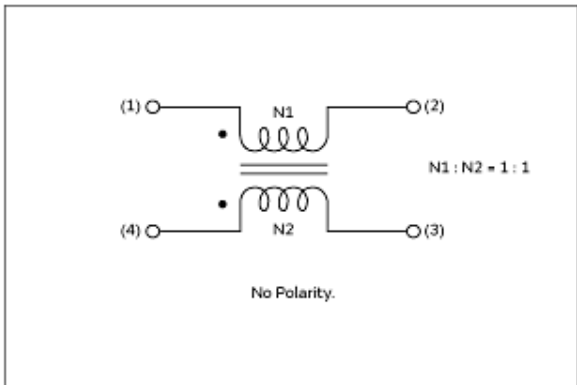 (1)
N1
(2)
N1 : N2 = 1 : 1
(4)
N2
(3)
No Polarity.